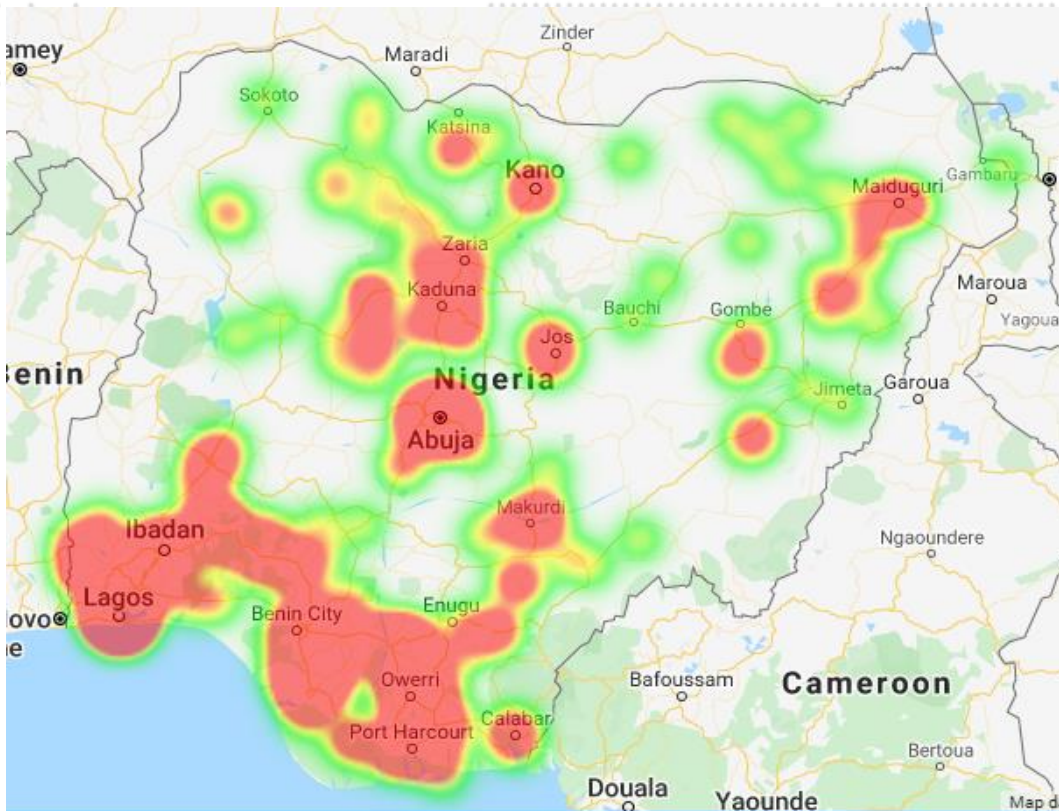 Zinder
amey
Maradi
Sokoto
Katsina
Kano
Gambaru
Maiduguri
Zaria
Maroua
Kaduna
Bauchi
Gombe
Yagoua
Jos
Benin
Nigeria
Garoua
Jimeta
Abuja
Makurdi
Ibadan
Ngaoundere
Lagos
Enugu
Benin City
ovo
e
Owerri
Bafoussam
Cameroon
Calabar
Port Harcourt
Bertoua
Douala
Yaounde
Map d